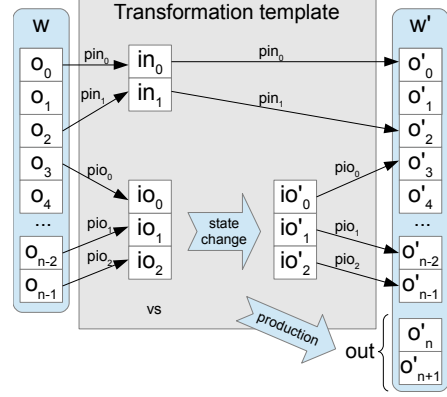 Transformation template
w
w'
o0
o1
o2
o3
o4
...
on-2
on-1
pin0
pin1
pio0
pio1
pio2
in0
in1
io0
io1
io2
vs
state
change
production
io'0
io'1
io'2
pin0
pin1
pio0
pio1
pio2
o'0
o'1
o'2
o'3
o'4
...
o'n-2
o'n-1
out
o'n
o'n+1